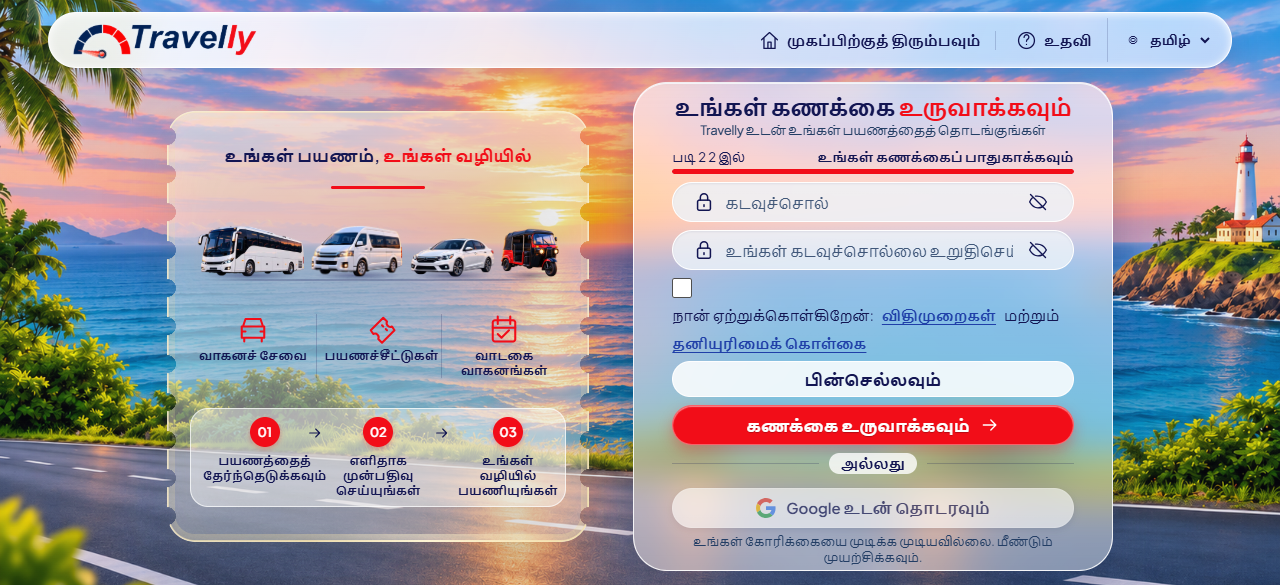 Travelly
முகப்பிற்குத் திரும்பவும்
உதவி
தமிழ்
உங்கள் பயணம், உங்கள் வழியில்
வாகனச் சேவை
பயணச்சீட்டுகள்
வாடகை
வாகனங்கள்
01
02
03
பயணத்தைத்
தேர்ந்தெடுக்கவும்
எளிதாக
முன்பதிவு
செய்யுங்கள்
உங்கள்
வழியில்
பயணியுங்கள்
உங்கள் கணக்கை உருவாக்கவும்
Travelly உடன் உங்கள் பயணத்தைத் தொடங்குங்கள்
படி 2 2 இல்
உங்கள் கணக்கைப் பாதுகாக்கவும்
கடவுச்சொல்
உங்கள் கடவுச்சொல்லை உறுதிசெய்
நான் ஏற்றுக்கொள்கிறேன்: விதிமுறைகள் மற்றும்
தனியுரிமைக் கொள்கை
பின்செல்லவும்
கணக்கை உருவாக்கவும்
அல்லது
Google உடன் தொடரவும்
உங்கள் கோரிக்கையை முடிக்க முடியவில்லை. மீண்டும்
முயற்சிக்கவும்.